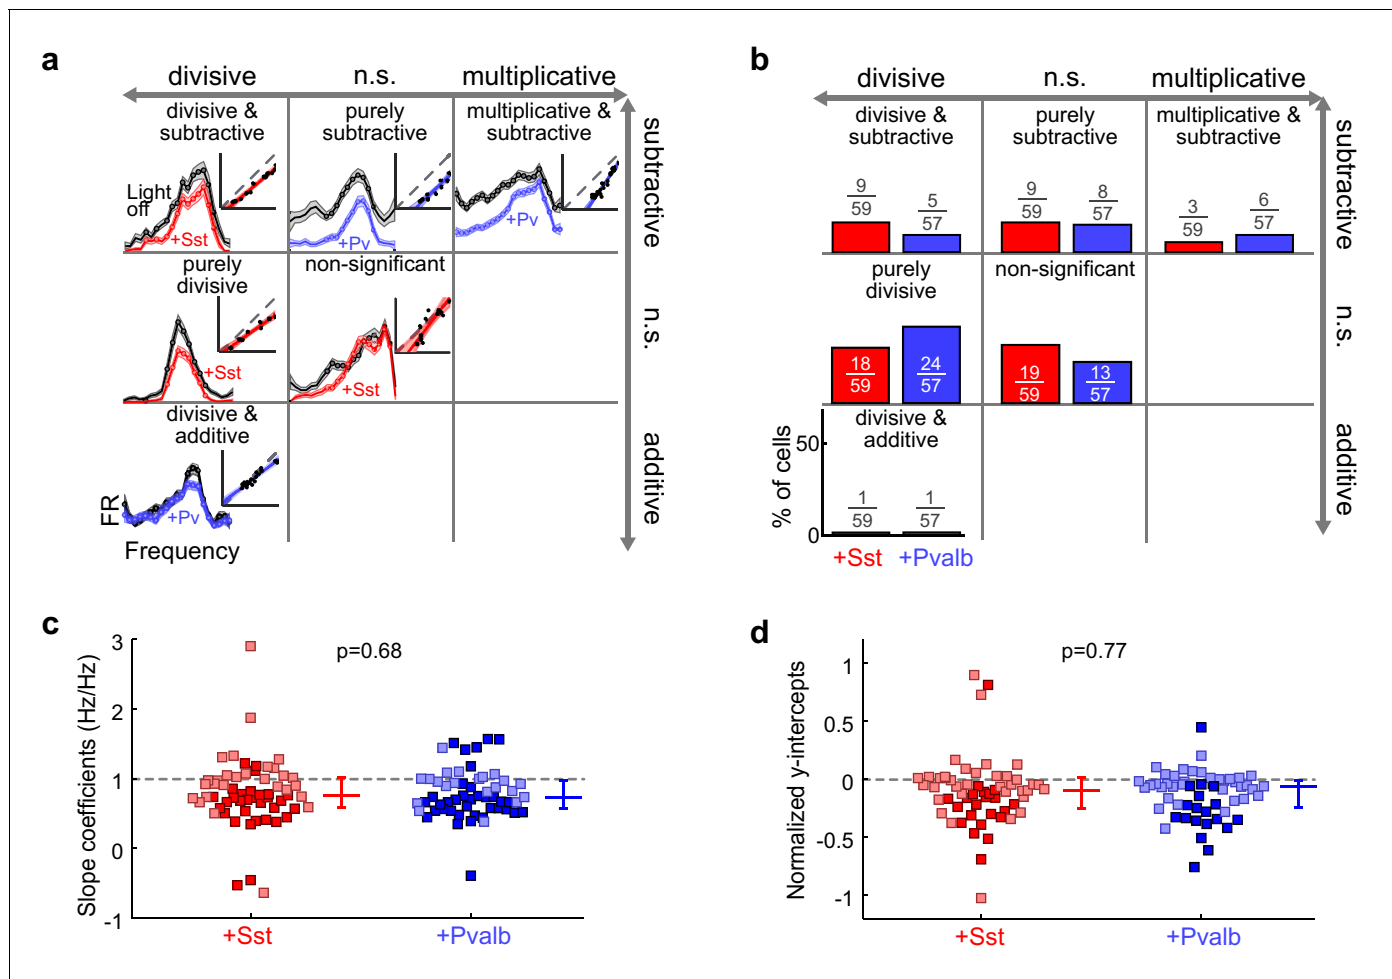 a
divisive
n.s.
multiplicative
divisive &
subtractive
purely
subtractive
multiplicative &
subtractive
subtractive
Light
off
+Sst
+Pv
+Pv
purely
divisive
non-significant
n.s.
+Sst
+Sst
divisive &
additive
additive
FR
+Pv
Frequency
b
divisive
n.s.
multiplicative
divisive &
subtractive
purely
subtractive
multiplicative &
subtractive
subtractive
9
59
5
57
9
59
8
57
3
59
6
57
purely
divisive
non-significant
n.s.
18
59
24
57
19
59
13
57
divisive &
additive
additive
% of cells
50
0
1
59
1
57
+Sst
+Pvalb
c
Slope coefficients (Hz/Hz)
3
2
1
0
-1
p=0.68
+Sst
+Pvalb
d
Normalized y-intercepts
1
0.5
0
-0.5
-1
p=0.77
+Sst
+Pvalb